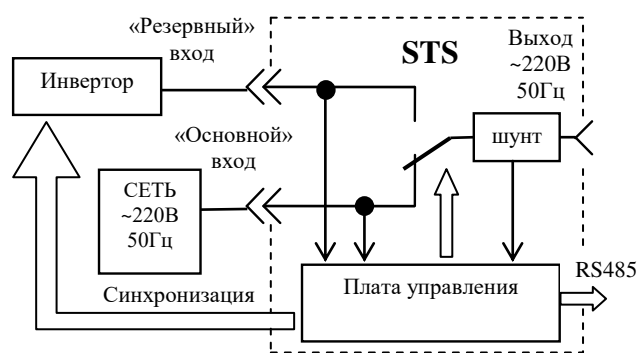 «Резервный»
вход
STS
Выход
~220В
50Гц
Инвертор
«Основной»
вход
шунт
СЕТЬ
~220В
50Гц
Синхронизация
Плата управления
RS485